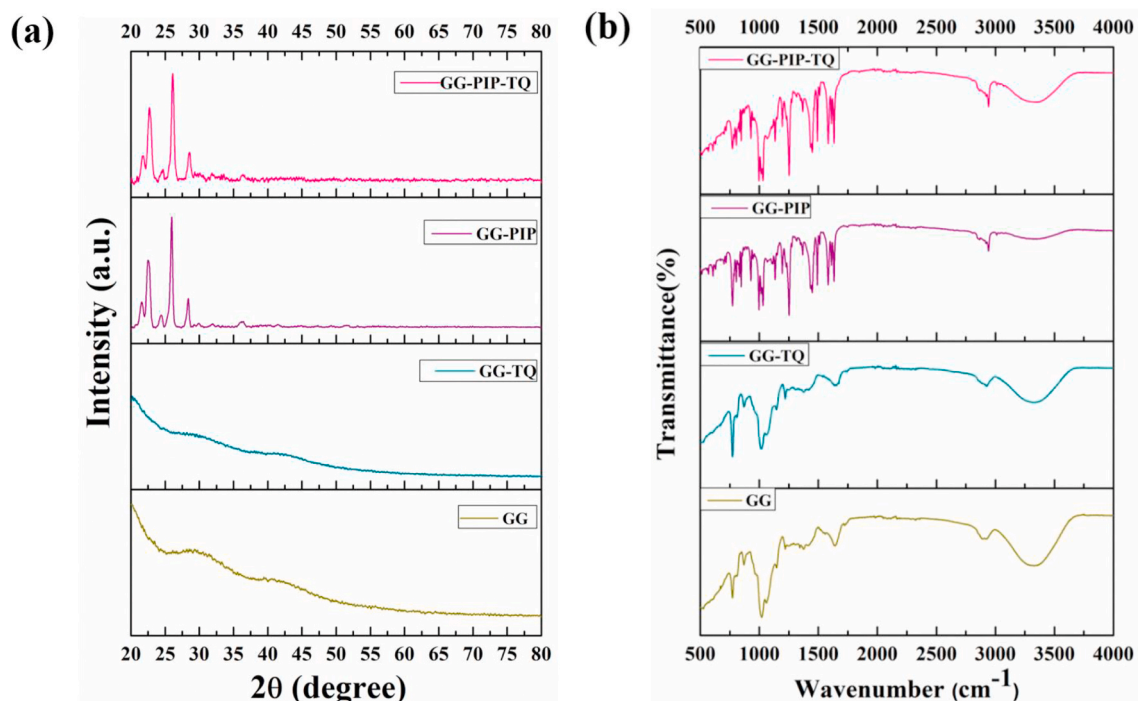 (a)
20 25 30 35 40 45 50 55 60 65 70 75 80
GG-PIP-TQ
GG-PIP
GG-TQ
GG
Intensity (a.u.)
20 25 30 35 40 45 50 55 60 65 70 75 80
2θ (degree)
(b)
500 1000 1500 2000 2500 3000 3500 4000
GG-PIP-TQ
GG-PIP
GG-TQ
GG
Transmittance(%)
500 1000 1500 2000 2500 3000 3500 4000
Wavenumber (cm-1)